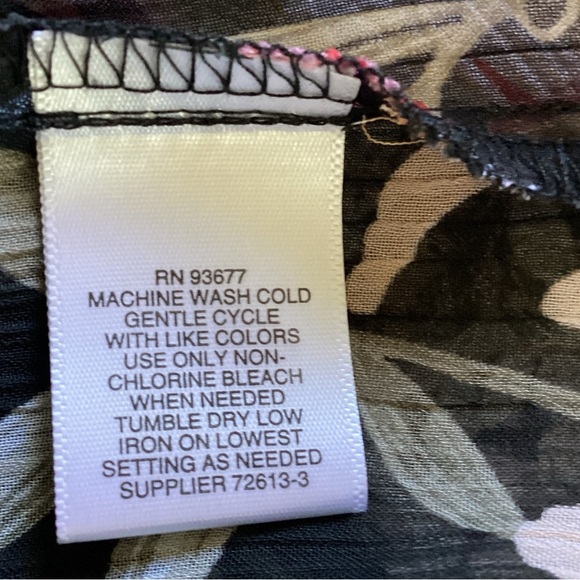 RN 93677
MACHINE WASH COLD
GENTLE CYCLE
WITH LIKE COLORS
USE ONLY NON-
CHLORINE BLEACH
WHEN NEEDED
TUMBLE DRY LOW
IRON ON LOWEST
SETTING AS NEEDED
SUPPLIER 72613-3